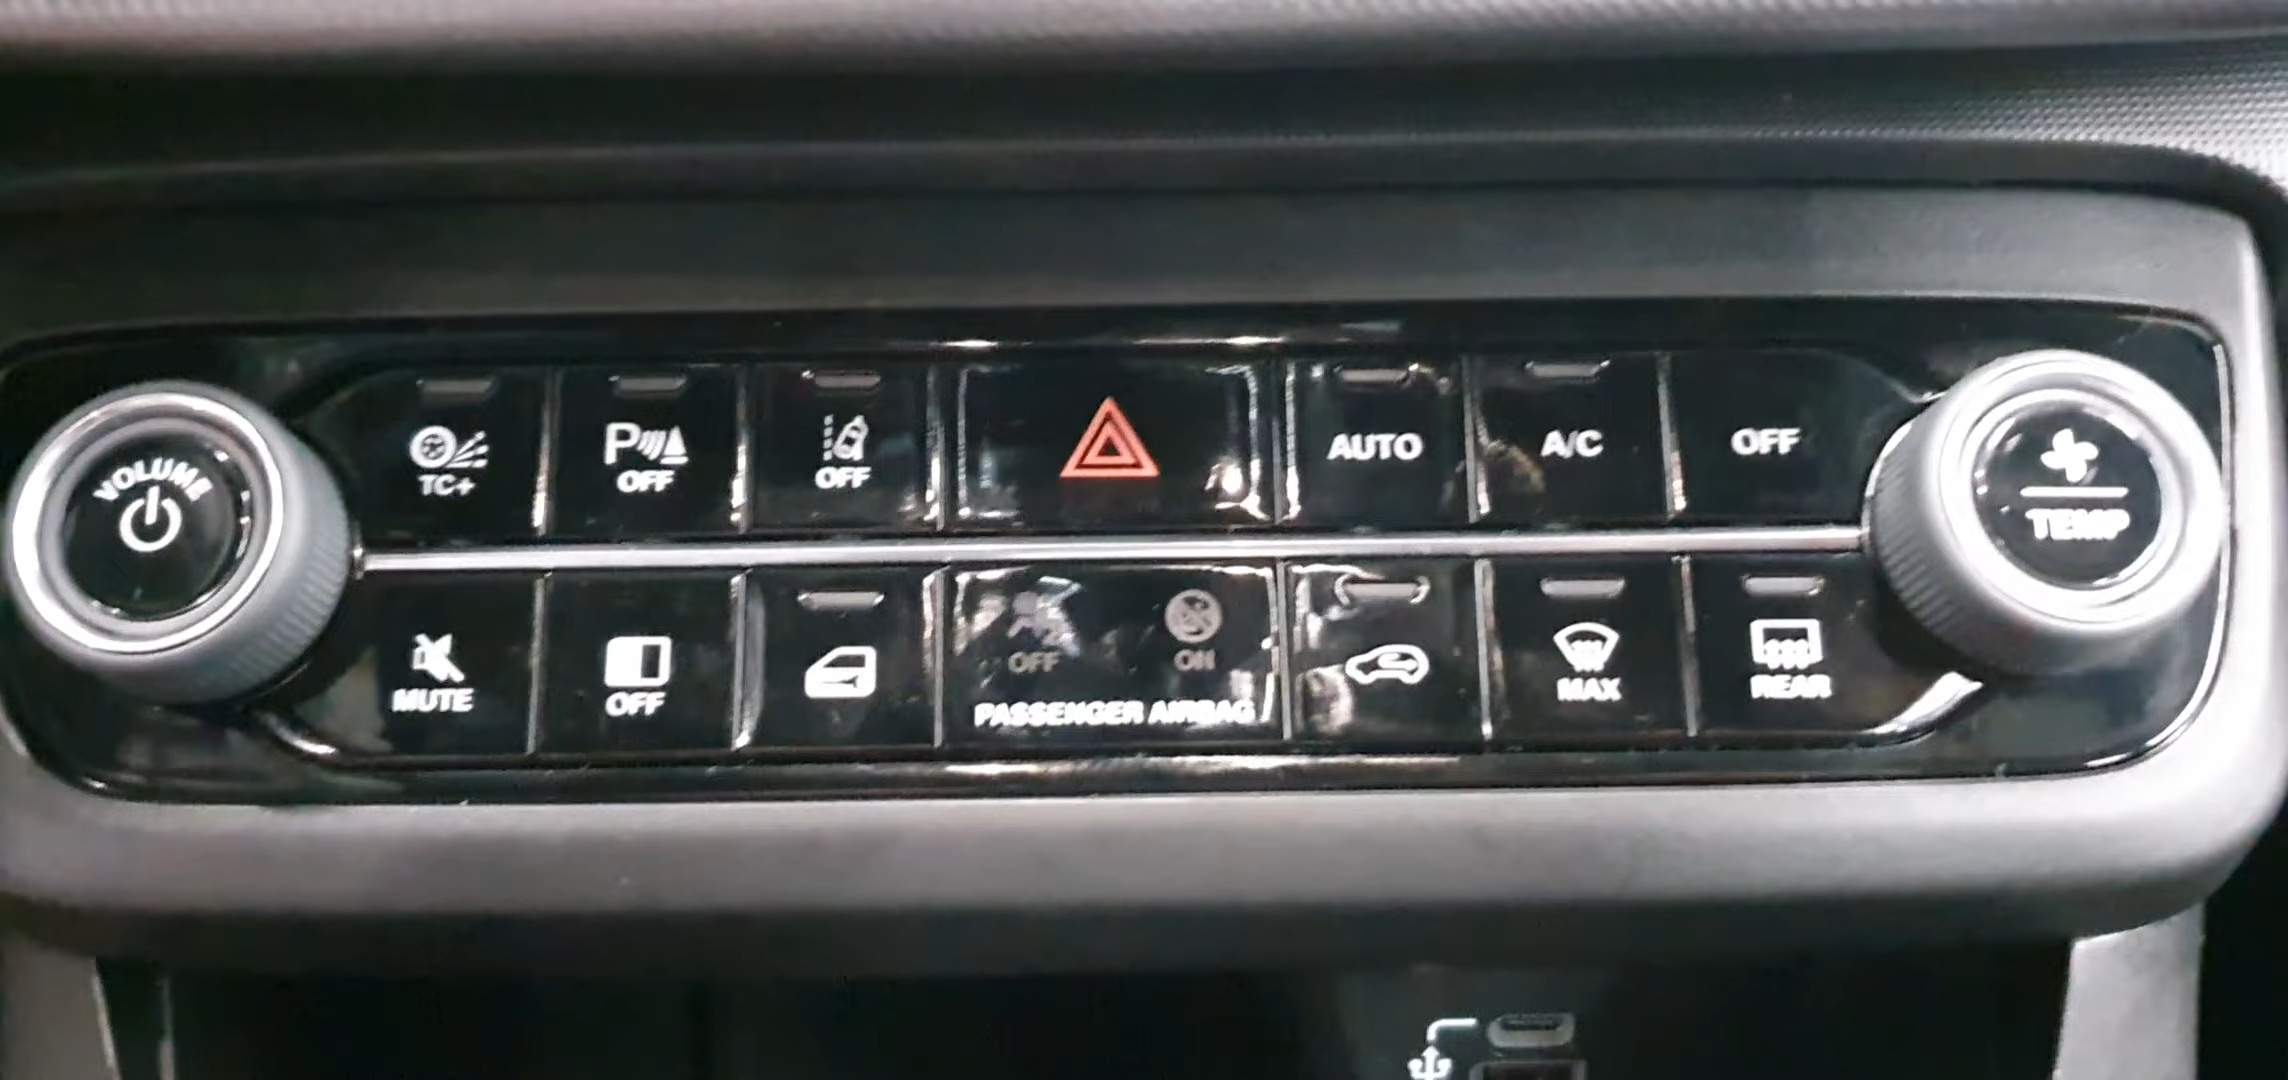 VOLUME
TC+
P
OFF
OFF
AUTO
A/C
OFF
TEMP
MUTE
OFF
OFF
ON
PASSENGER AIRBAG
MAX
REAR